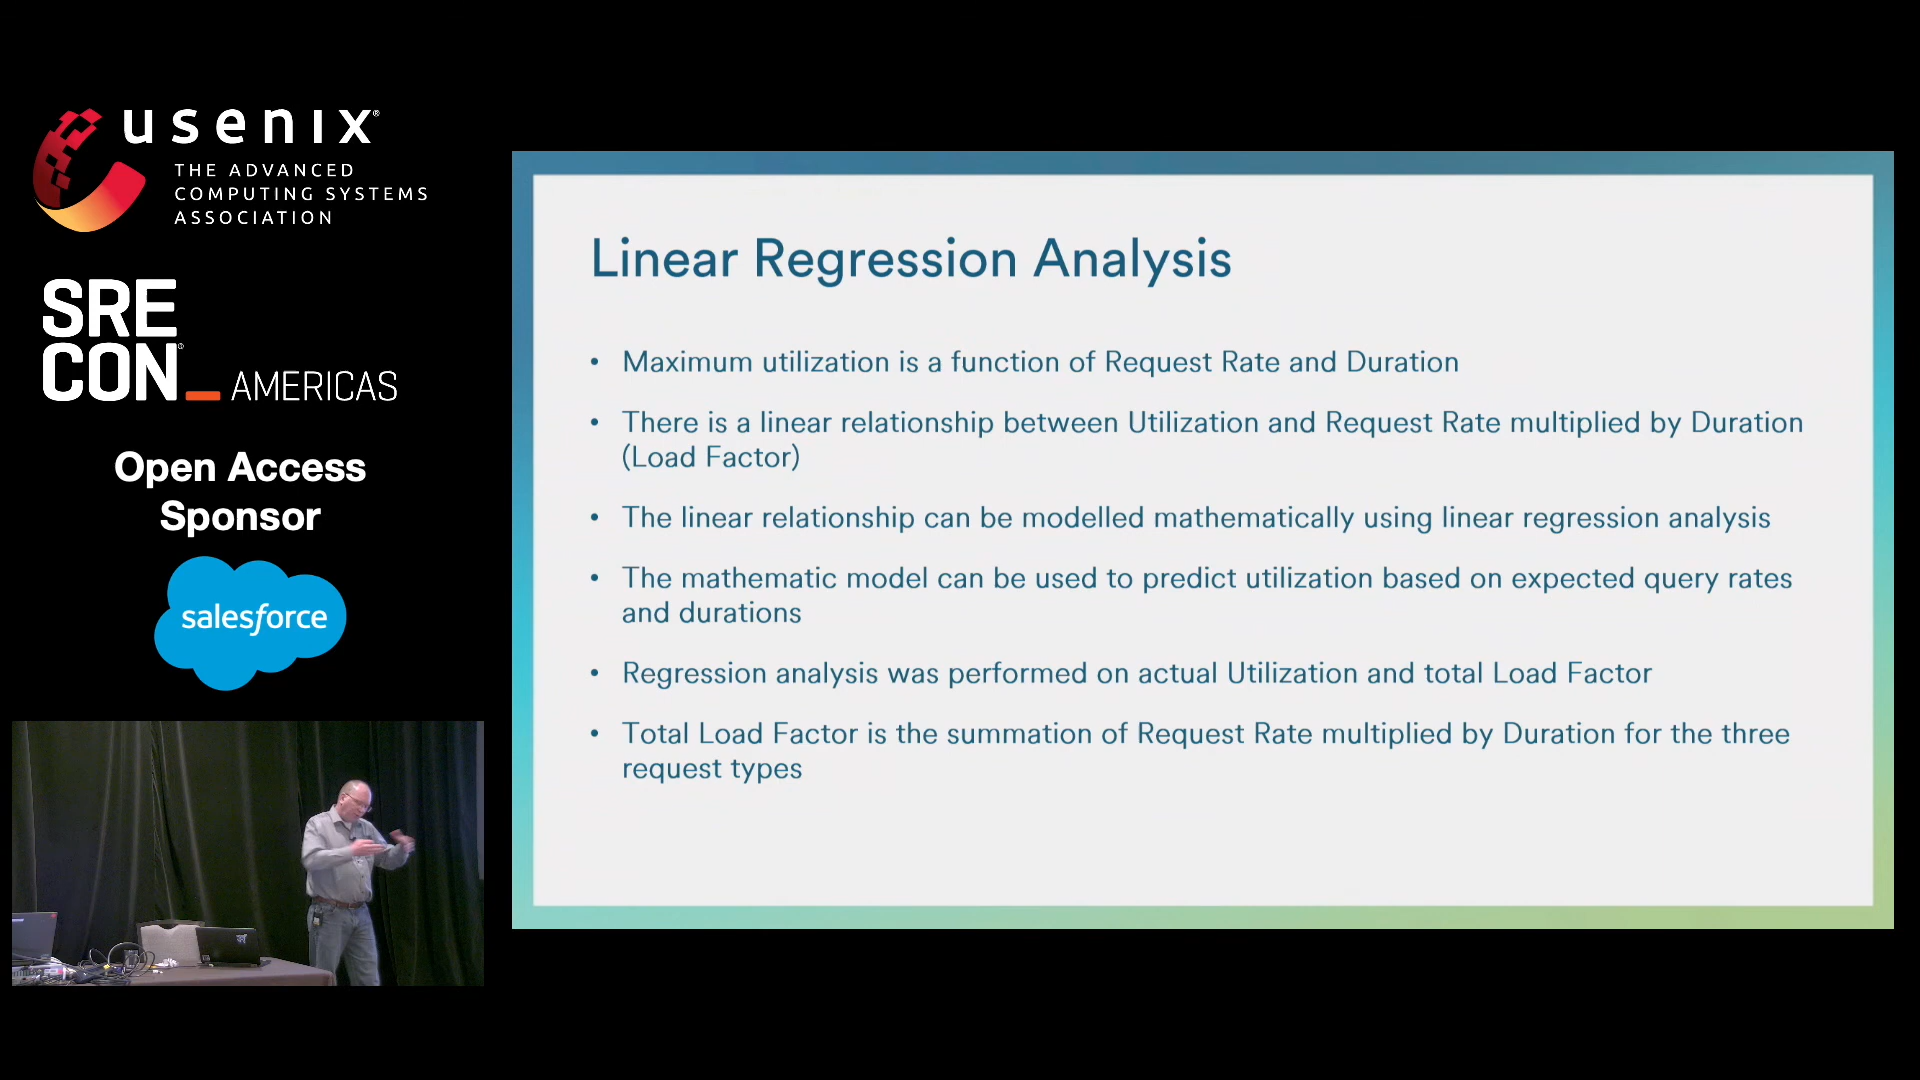 usenix®
THE ADVANCED
COMPUTING SYSTEMS
ASSOCIATION
SRE
CON®
AMERICAS
Open Access
Sponsor
salesforce
Linear Regression Analysis
• Maximum utilization is a function of Request Rate and Duration
• There is a linear relationship between Utilization and Request Rate multiplied by Duration
(Load Factor)
• The linear relationship can be modelled mathematically using linear regression analysis
• The mathematic model can be used to predict utilization based on expected query rates
and durations
• Regression analysis was performed on actual Utilization and total Load Factor
• Total Load Factor is the summation of Request Rate multiplied by Duration for the three
request types